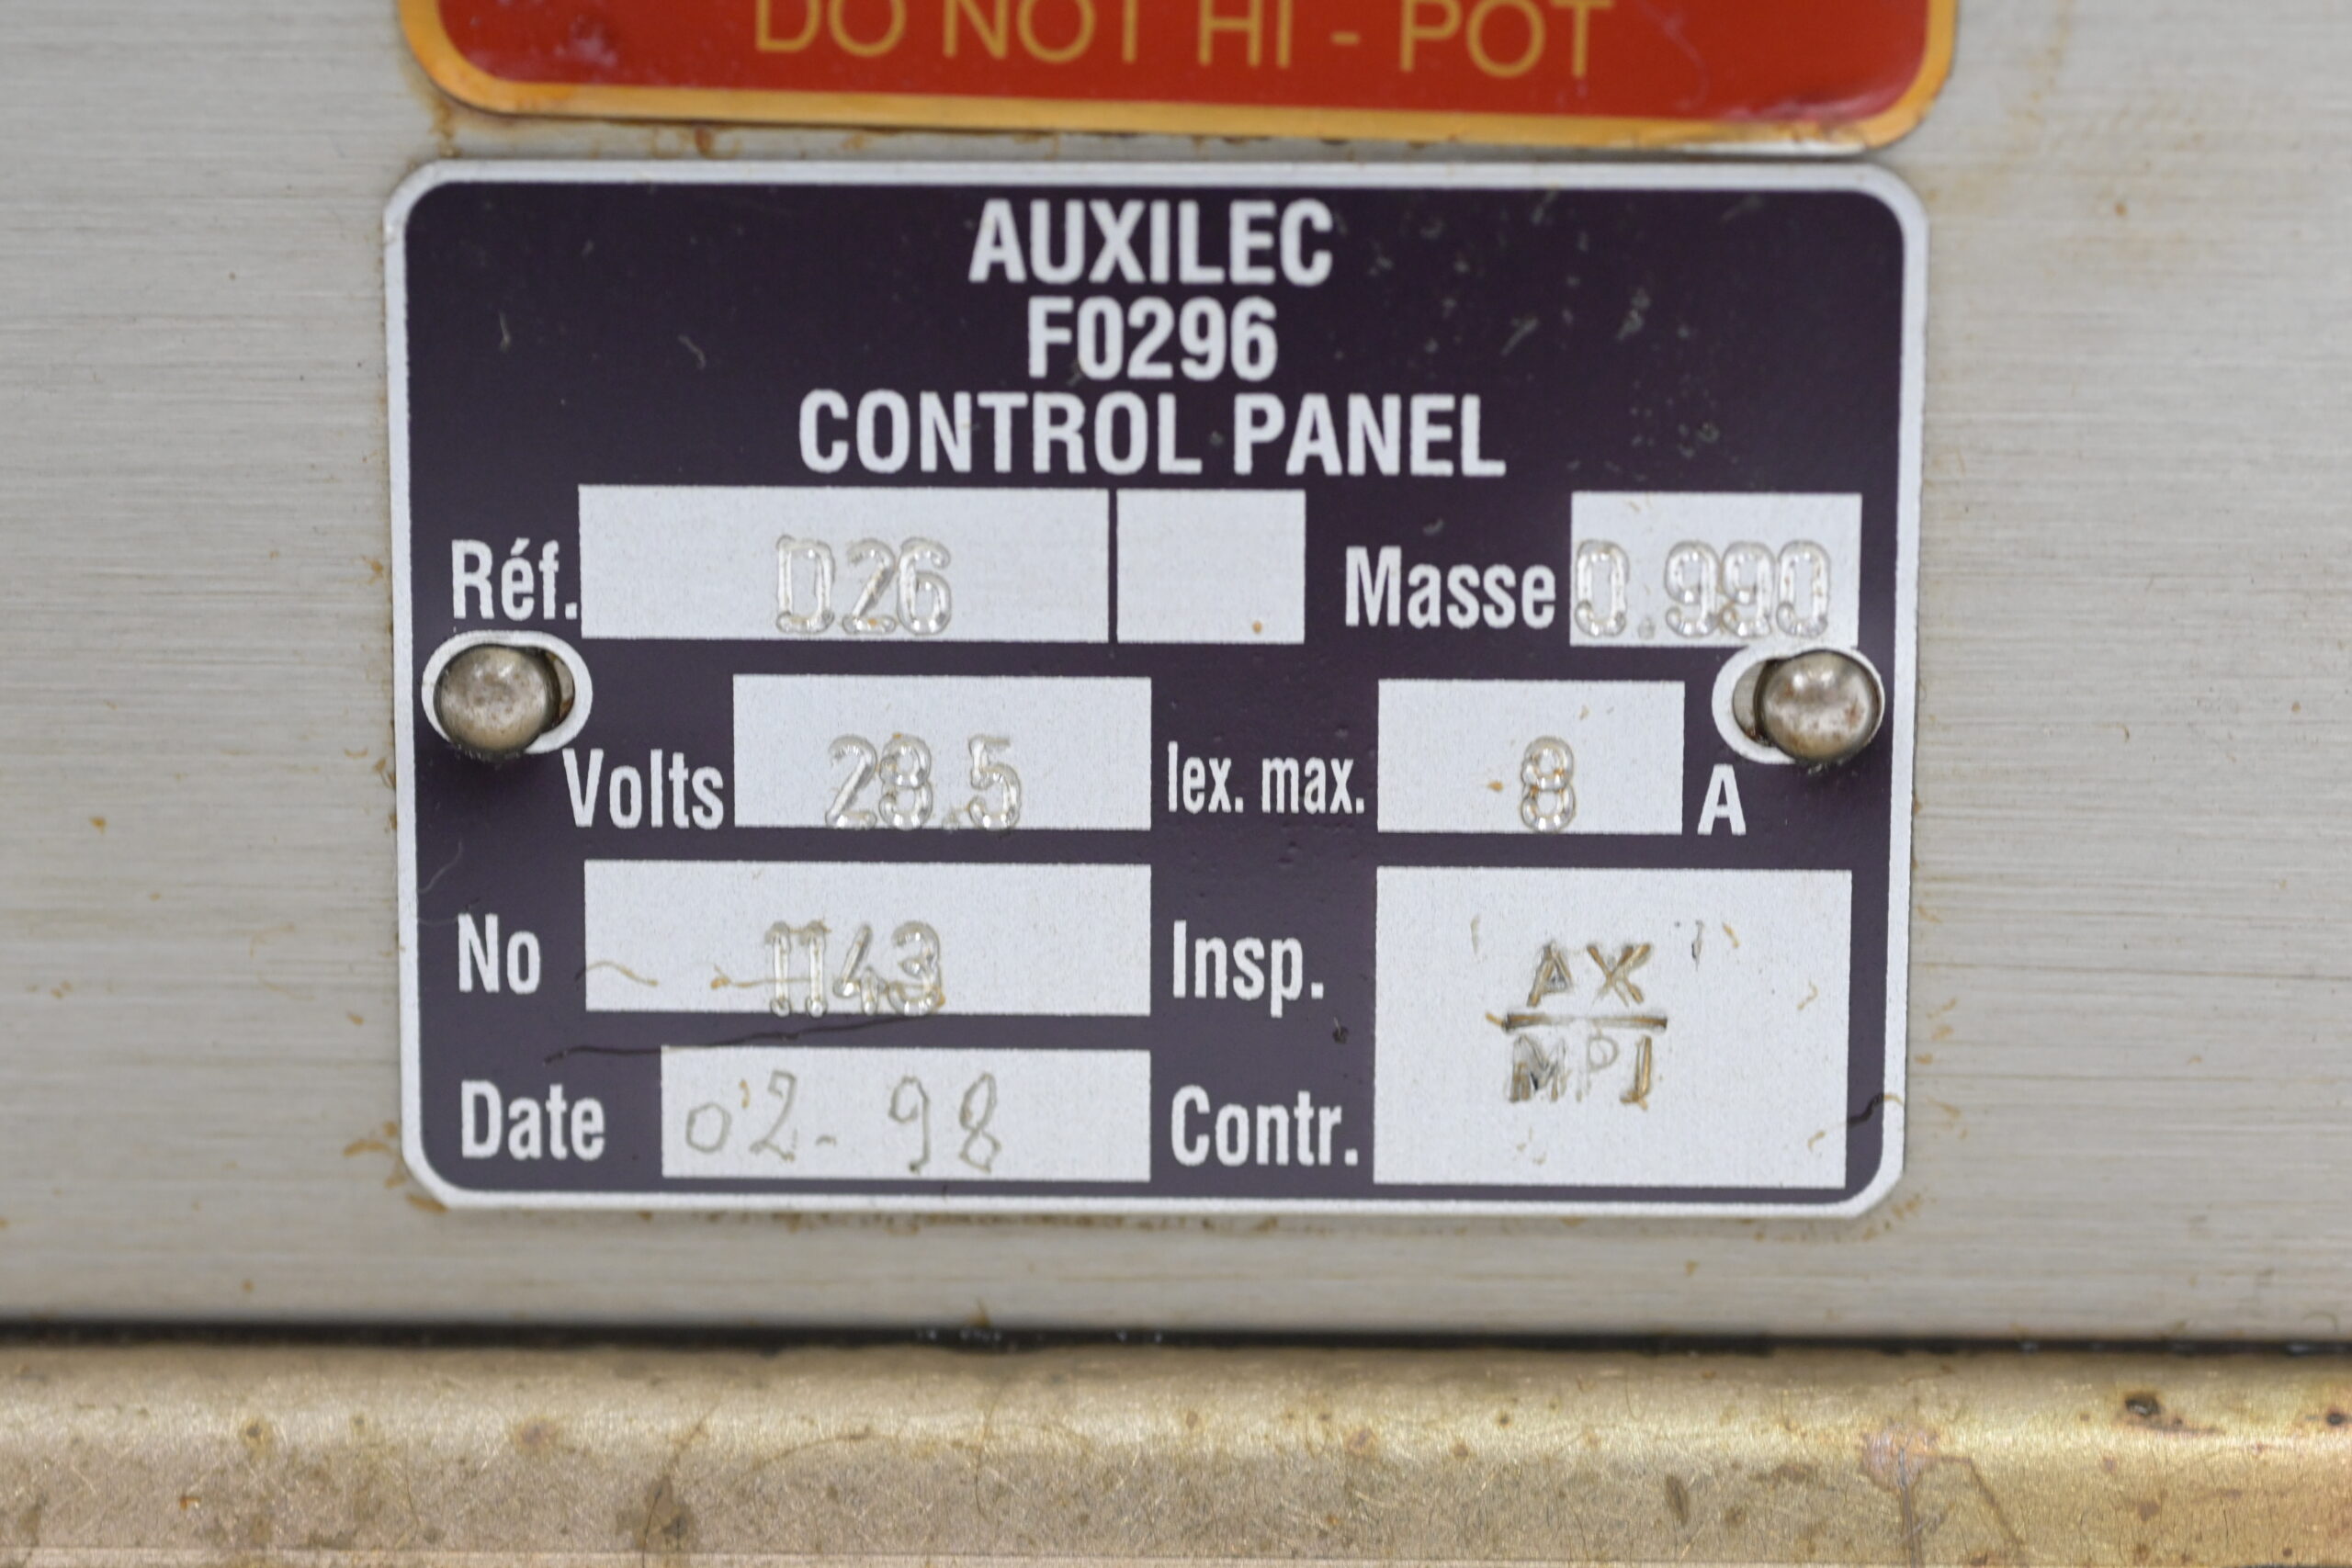 DO NOT HI - POT
AUXILEC
F0296
CONTROL PANEL
Réf. D26 Masse 0.990
Volts 28.5 Iex. max. 8 A
No 1143 Insp. AX
MPJ
Date 02-98 Contr.